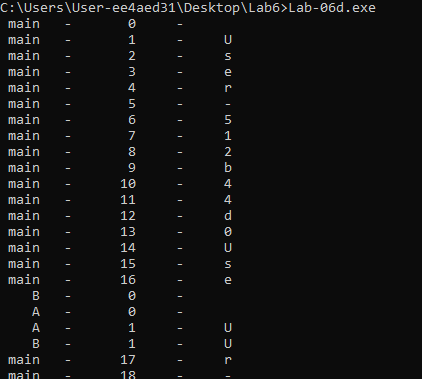 C:\Users\User-ee4aed31\Desktop\Lab6>Lab-06d.exe
main - 0 -
main - 1 - U
main - 2 - s
main - 3 - e
main - 4 - r
main - 5 - -
main - 6 - 5
main - 7 - 1
main - 8 - 2
main - 9 - b
main - 10 - 4
main - 11 - 4
main - 12 - d
main - 13 - 0
main - 14 - U
main - 15 - s
main - 16 - e
B - 0 -
A - 0 -
A - 1 - U
B - 1 - U
main - 17 - r
main - 18 - -